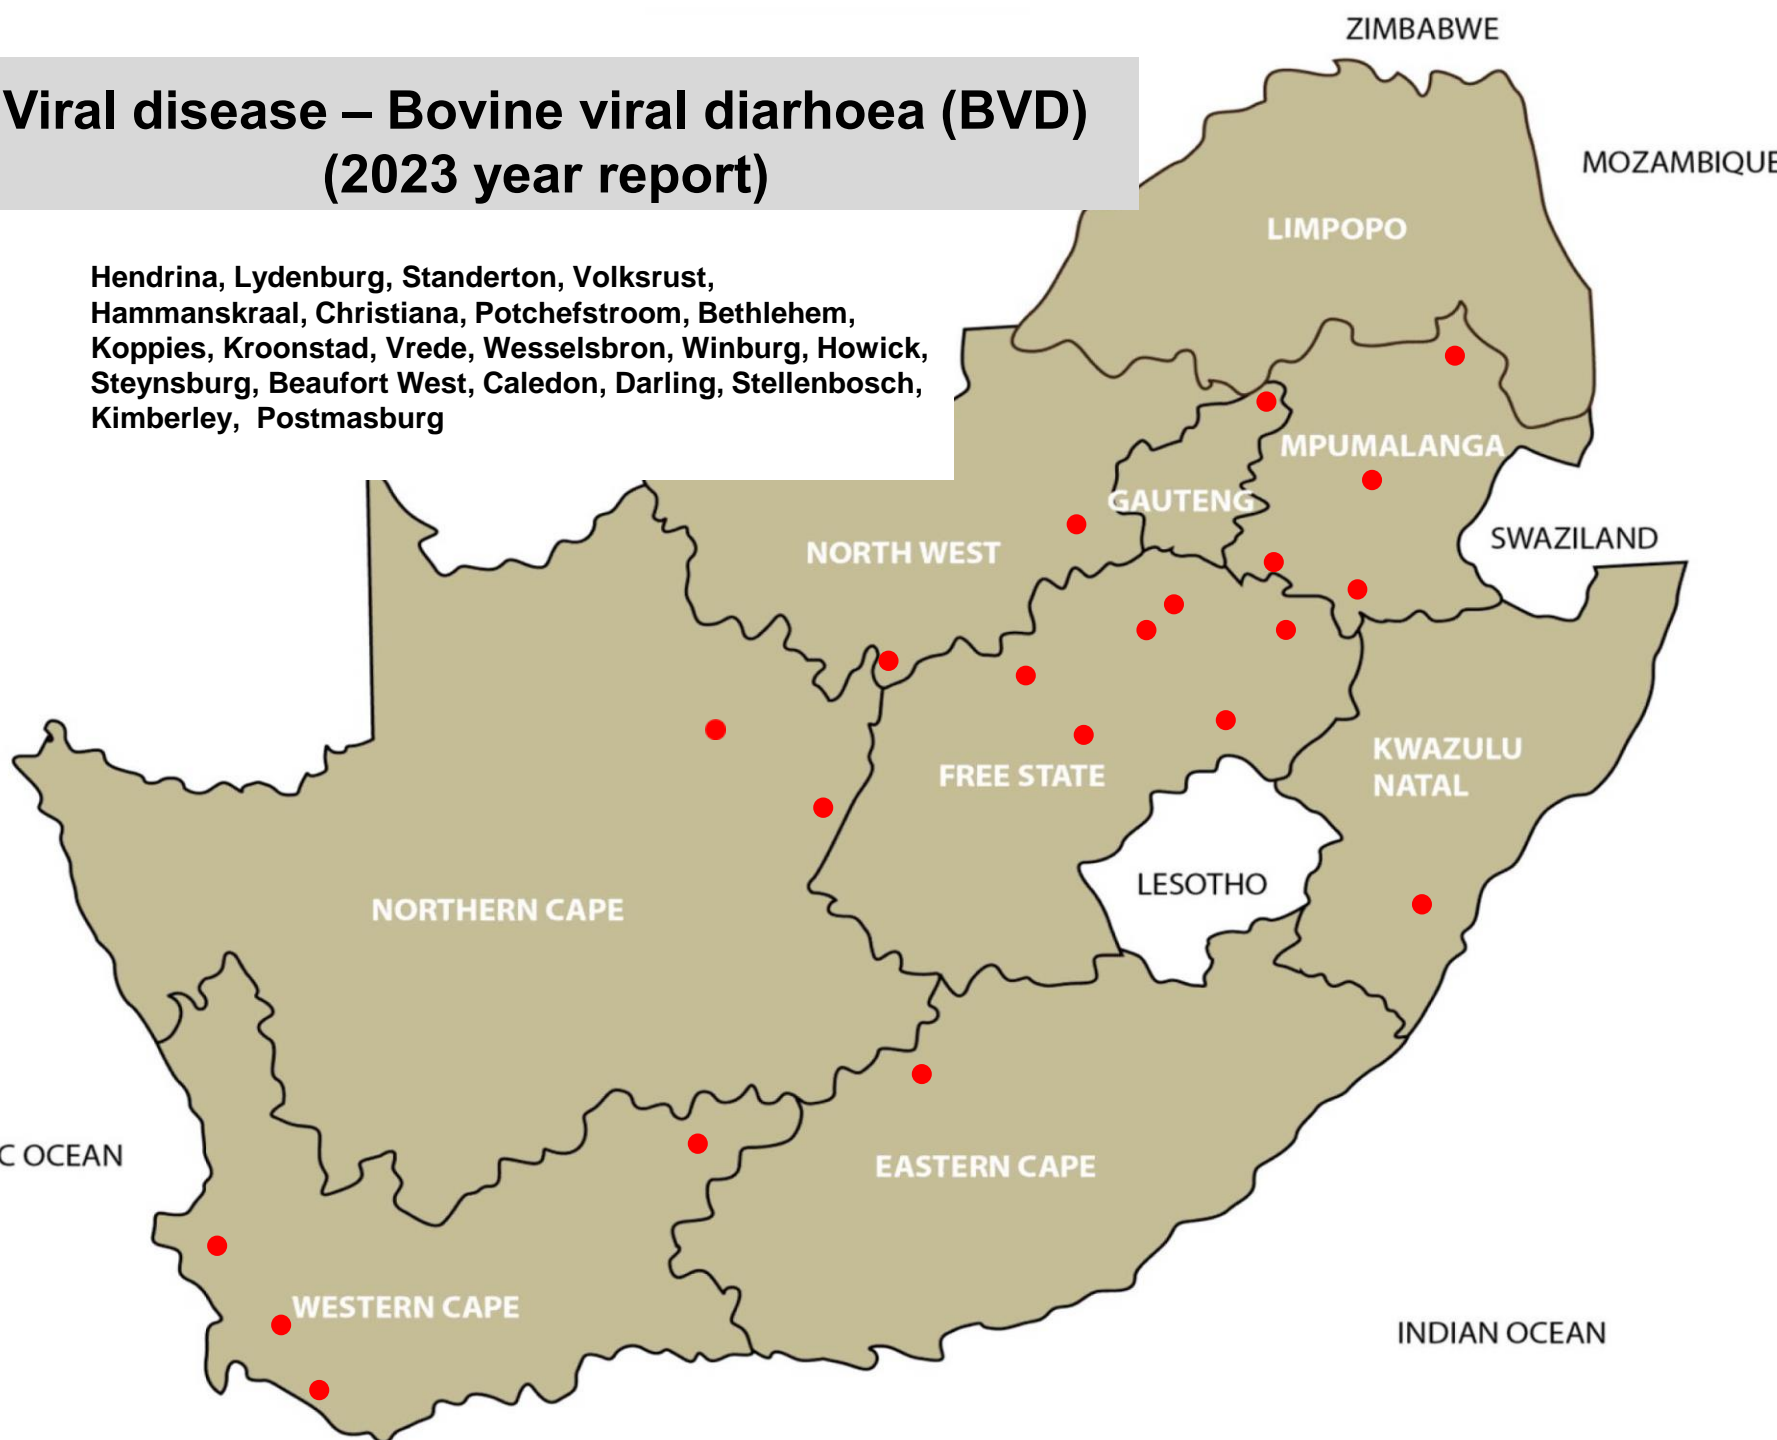 ZIMBABWE
Viral disease – Bovine viral diarhoea (BVD)
(2023 year report)
MOZAMBIQUE
LIMPOPO
Hendrina, Lydenburg, Standerton, Volksrust,
Hammanskraal, Christiana, Potchefstroom, Bethlehem,
Koppies, Kroonstad, Vrede, Wesselsbron, Winburg, Howick,
Steynsburg, Beaufort West, Caledon, Darling, Stellenbosch,
Kimberley, Postmasburg
MPUMALANGA
GAUTENG
SWAZILAND
NORTH WEST
KWAZULU
NATAL
FREE STATE
LESOTHO
NORTHERN CAPE
C OCEAN
EASTERN CAPE
WESTERN CAPE
INDIAN OCEAN